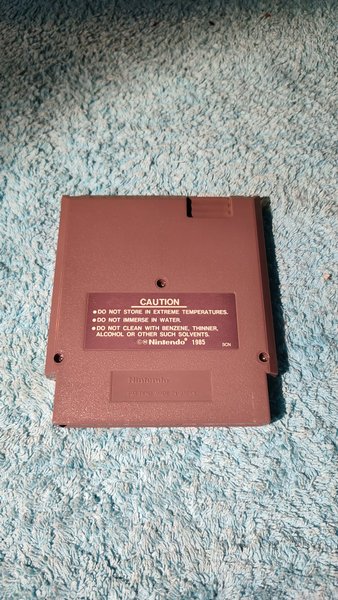 CAUTION
● DO NOT STORE IN EXTREME TEMPERATURES.
● DO NOT IMMERSE IN WATER.
● DO NOT CLEAN WITH BENZENE, THINNER,
ALCOHOL OR OTHER SUCH SOLVENTS.
©M Nintendo® 1985 SCN
Nintendo